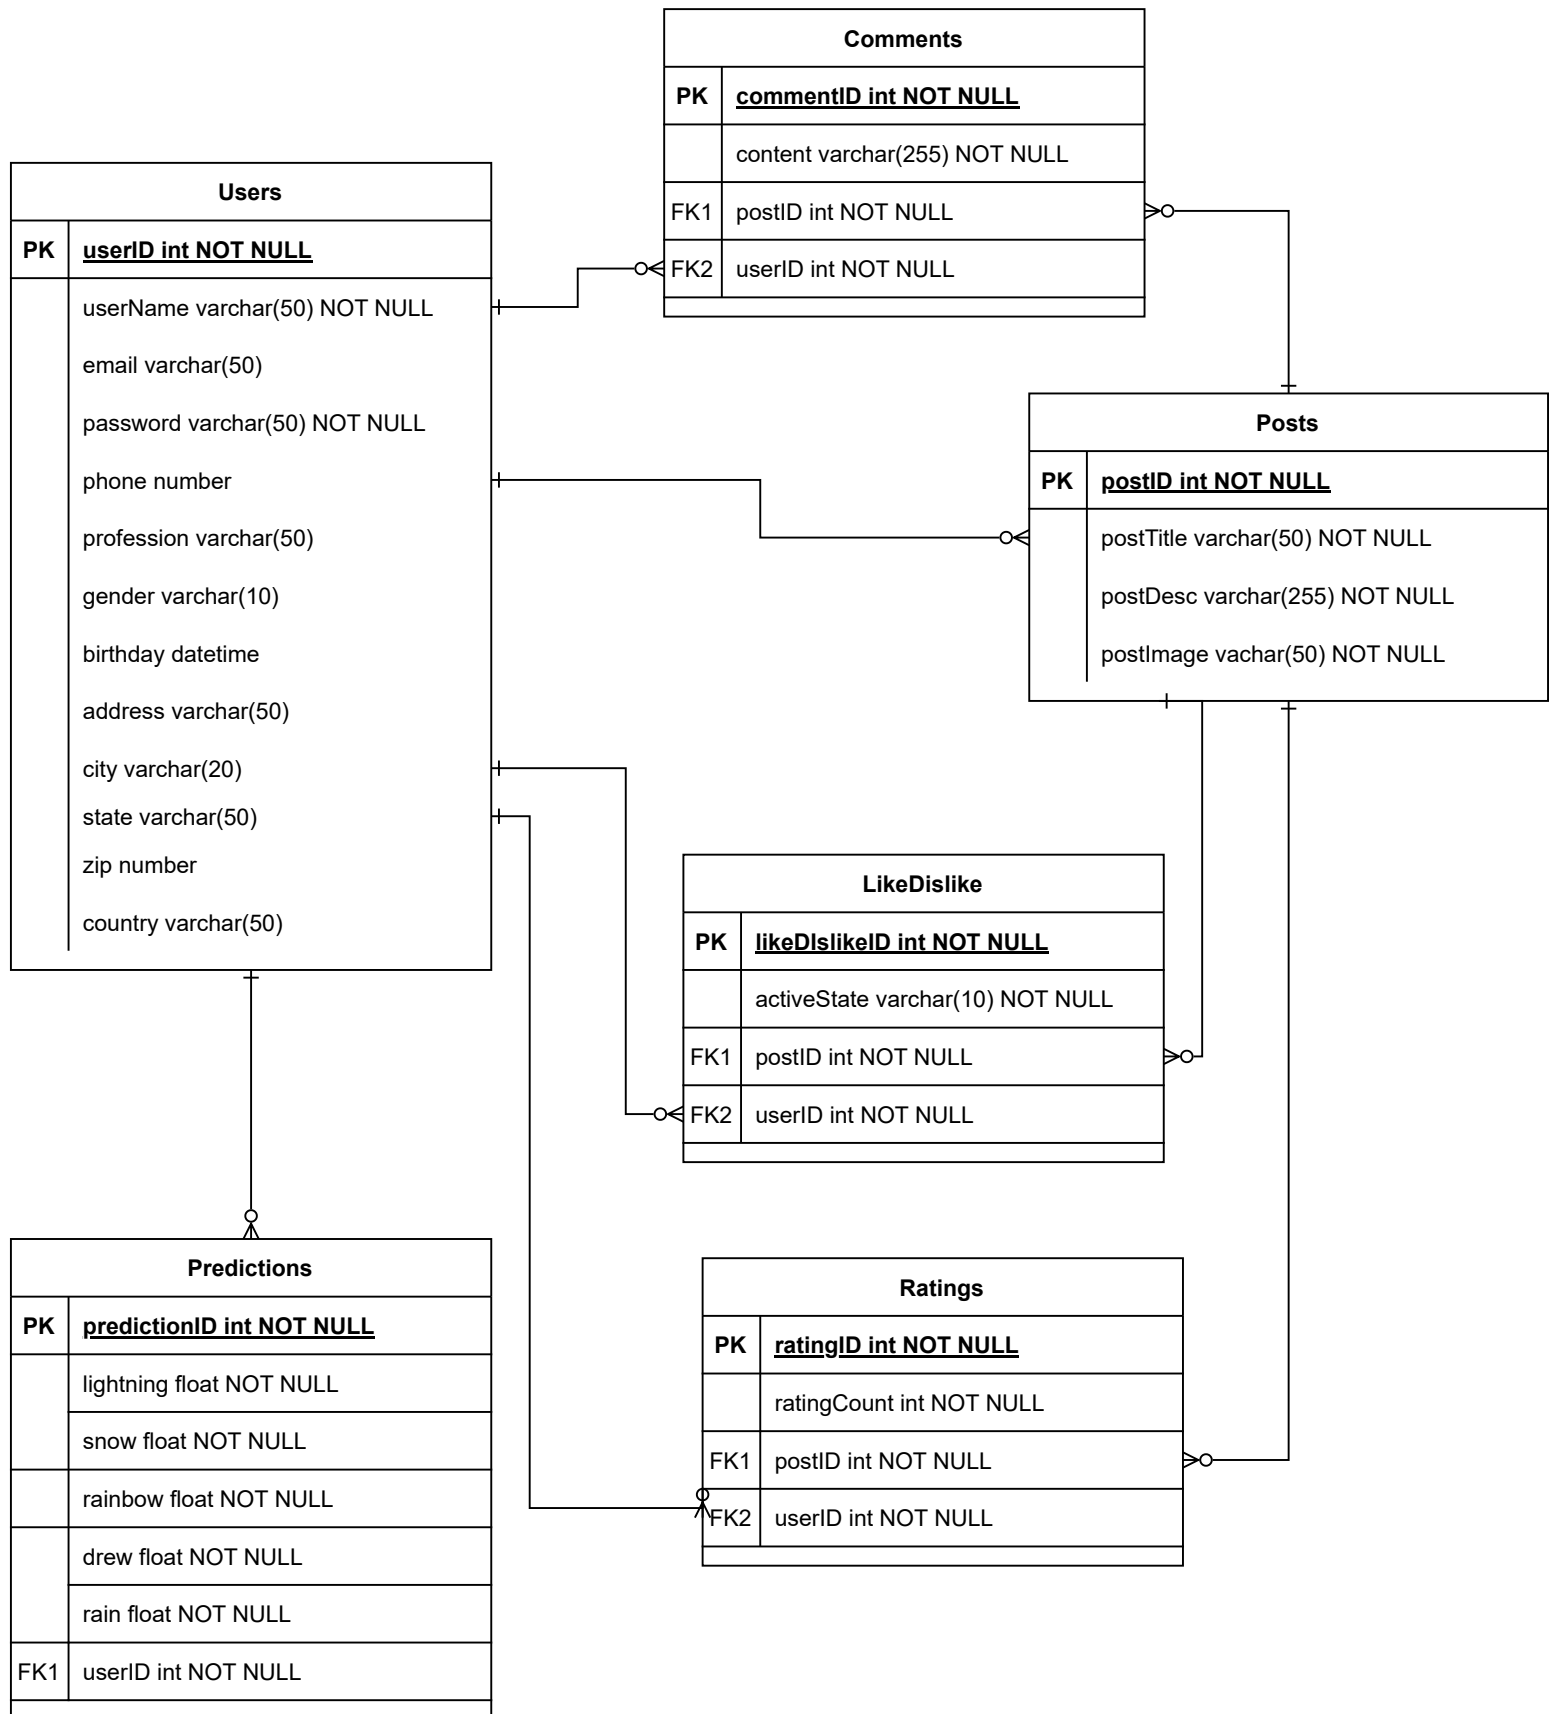 Comments
PK commentID int NOT NULL
content varchar(255) NOT NULL
FK1 postID int NOT NULL
FK2 userID int NOT NULL
Users
PK userID int NOT NULL
userName varchar(50) NOT NULL
email varchar(50)
password varchar(50) NOT NULL
phone number
profession varchar(50)
gender varchar(10)
birthday datetime
address varchar(50)
city varchar(20)
state varchar(50)
zip number
country varchar(50)
Posts
PK postID int NOT NULL
postTitle varchar(50) NOT NULL
postDesc varchar(255) NOT NULL
postImage vachar(50) NOT NULL
LikeDislike
PK likeDIslikeID int NOT NULL
activeState varchar(10) NOT NULL
FK1 postID int NOT NULL
FK2 userID int NOT NULL
Predictions
PK predictionID int NOT NULL
lightning float NOT NULL
snow float NOT NULL
rainbow float NOT NULL
drew float NOT NULL
rain float NOT NULL
FK1 userID int NOT NULL
Ratings
PK ratingID int NOT NULL
ratingCount int NOT NULL
FK1 postID int NOT NULL
FK2 userID int NOT NULL